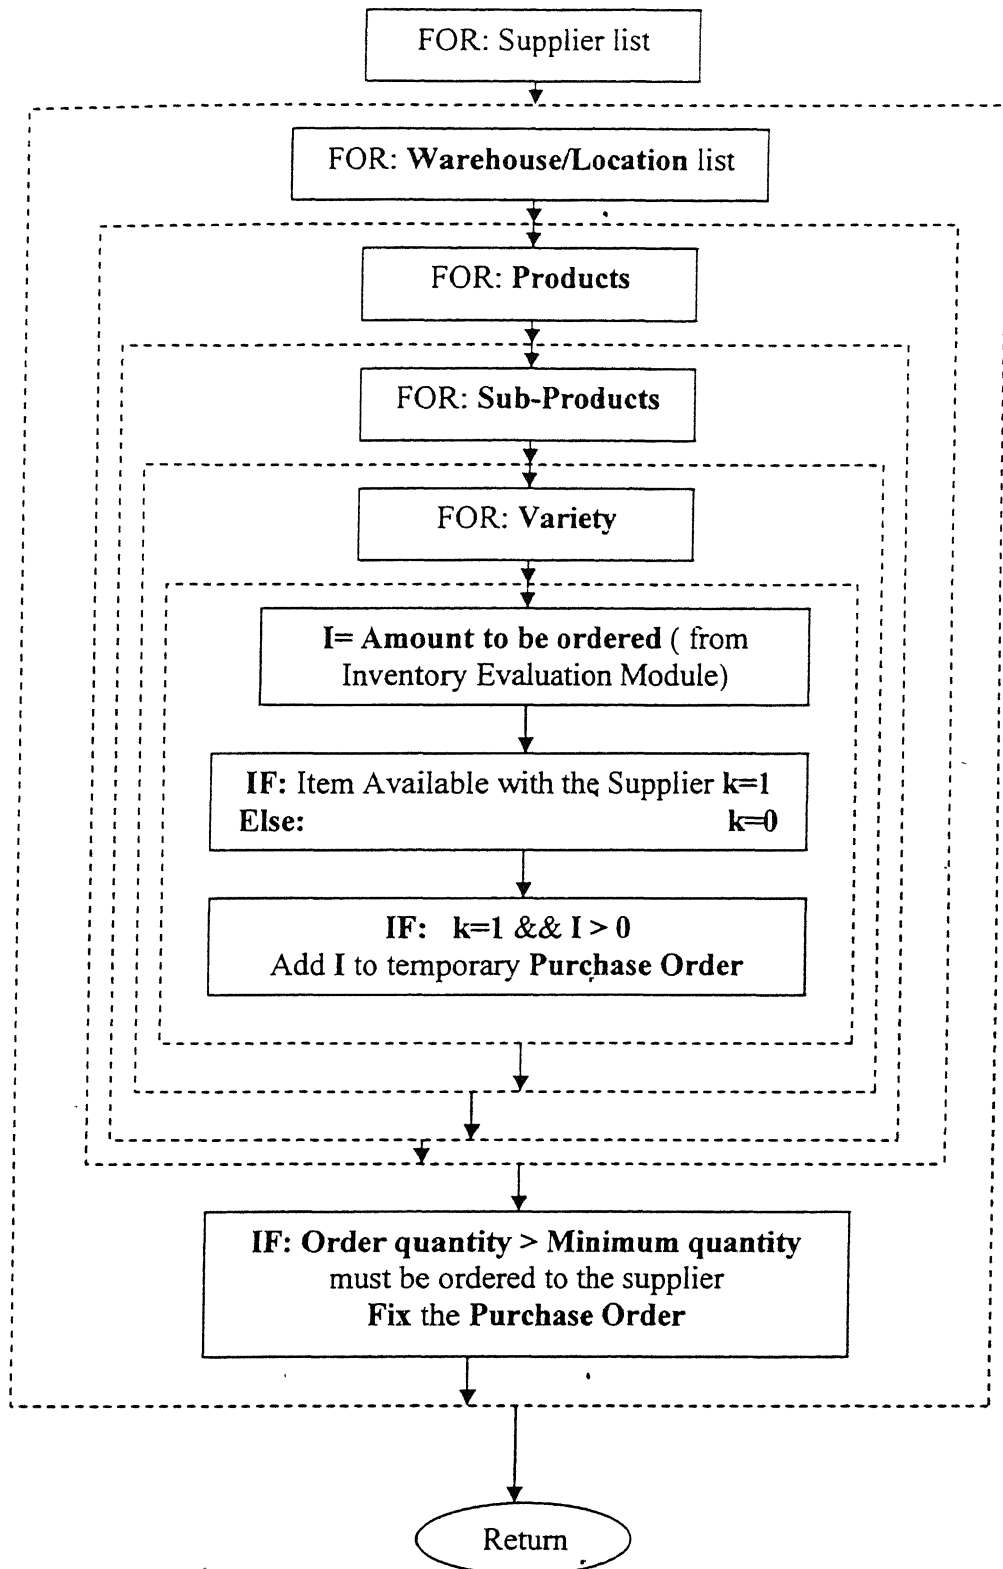 FOR: Supplier list
FOR: Warehouse/Location list
FOR: Products
FOR: Sub-Products
FOR: Variety
I= Amount to be ordered ( from
Inventory Evaluation Module)
IF: Item Available with the Supplier k=1
Else: k=0
IF: k=1 && I > 0
Add I to temporary Purchase Order
IF: Order quantity > Minimum quantity
must be ordered to the supplier
Fix the Purchase Order
Return